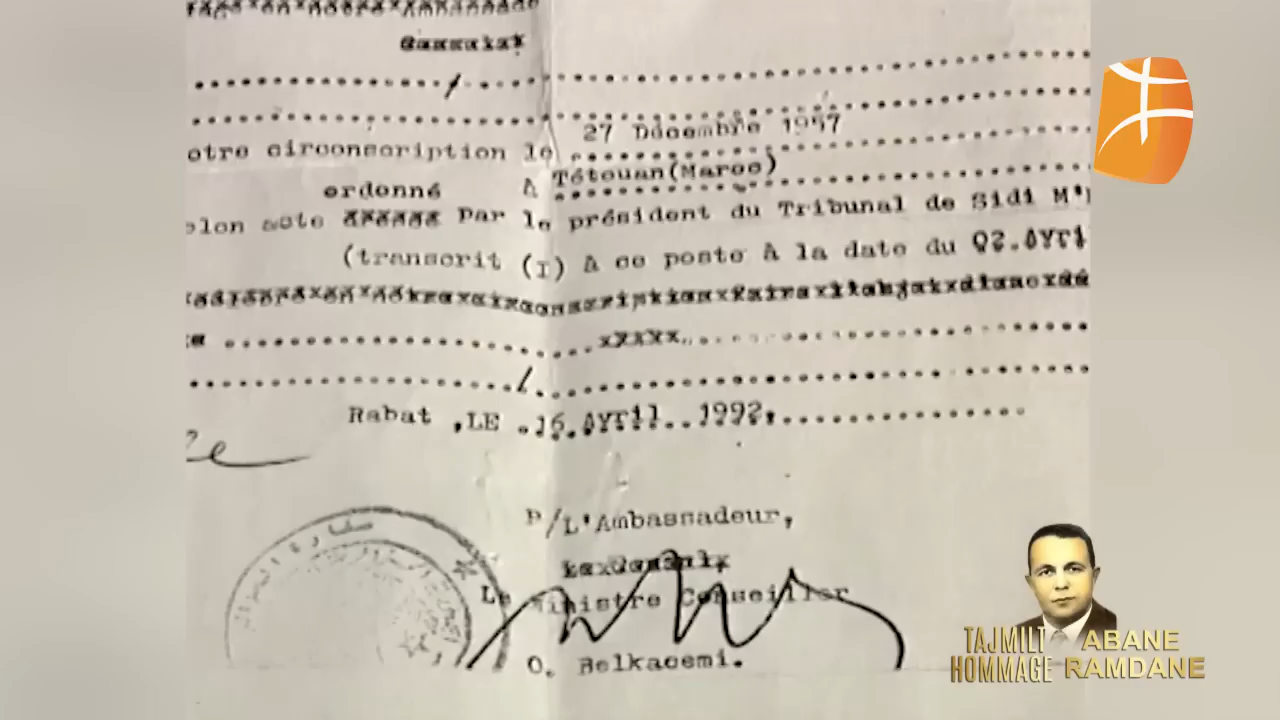 27 Décembre 1957
otre circonscription le
à Tétouan(Maroc)
ordonné
elon acte par le président du Tribunal de Sidi M'
(transcrit (I) à ce poste à la date du 02.Avri
Rabat ,LE .16.Avril..1992.
P/L'Ambassadeur,
Le Ministre Conseiller
O. Belkacemi.
TAJMILT
HOMMAGE
ABANE
RAMDANE